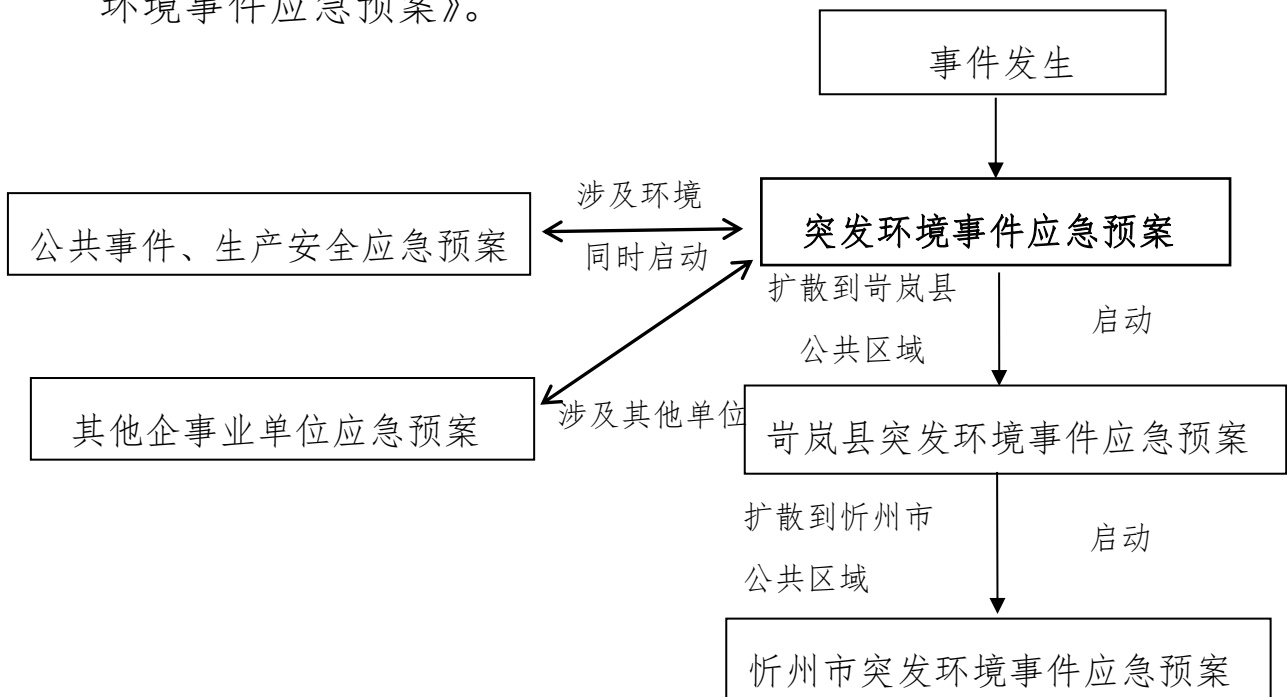 环境事件应急预案》。
事件发生
涉及环境
公共事件、生产安全应急预案
突发环境事件应急预案
同时启动
扩散到岢岚县
启动
公共区域
其他企事业单位应急预案
涉及其他单位
岢岚县突发环境事件应急预案
扩散到忻州市
启动
公共区域
忻州市突发环境事件应急预案